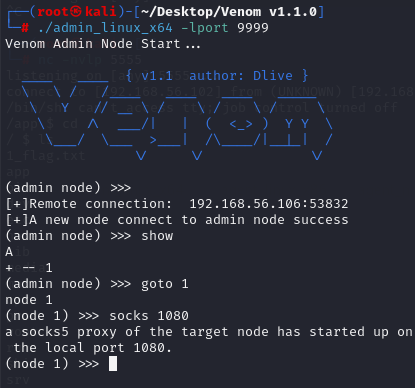 ┌──(root㉿kali)-[~/Desktop/Venom v1.1.0]
└─# ./admin_linux_x64 -lport 9999
Venom Admin Node Start...
{ v1.1 author: Dlive }
(admin node) >>>
[+]Remote connection: 192.168.56.106:53832
[+]A new node connect to admin node success
(admin node) >>> show
A
+ -- 1
(admin node) >>> goto 1
node 1
(node 1) >>> socks 1080
a socks5 proxy of the target node has started up on
the local port 1080.
(node 1) >>>